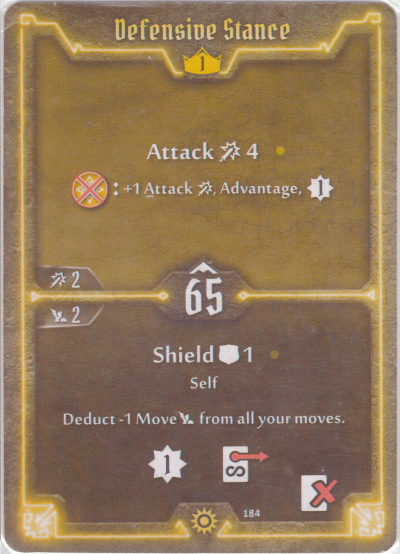 Defensive Stance
1
Attack 4
: +1 Attack , Advantage, 1
2
65
2
Shield 1
Self
Deduct -1 Move from all your moves.
1
S
184